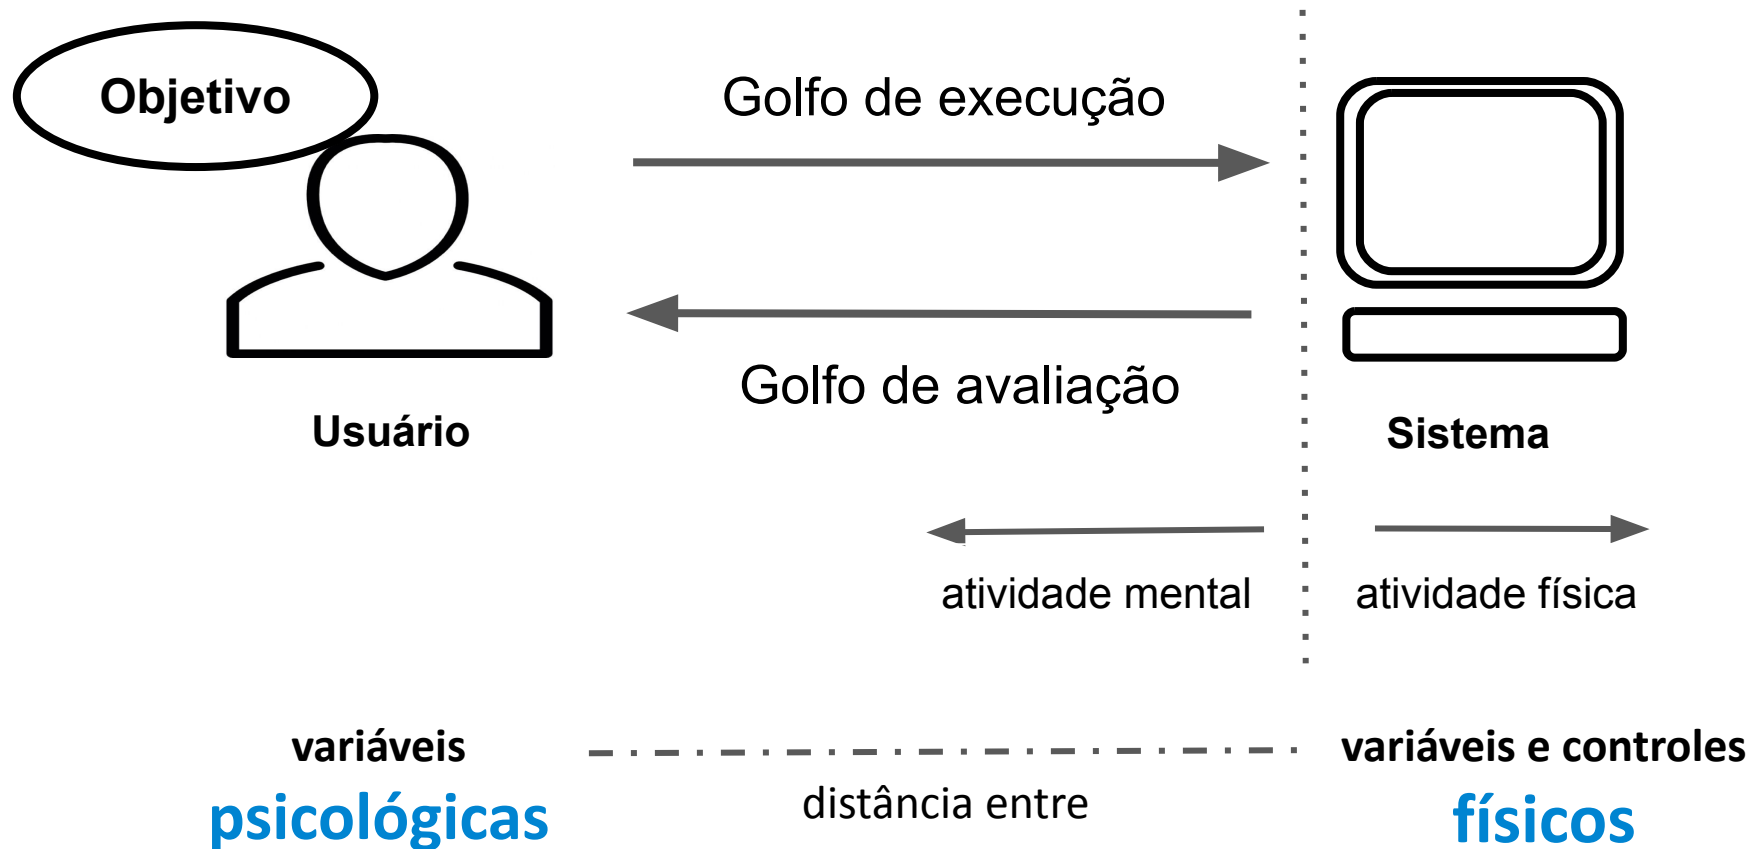 Objetivo
Golfo de execução
Golfo de avaliação
Usuário
Sistema
atividade mental
atividade física
variáveis
psicológicas
distância entre
variáveis e controles
físicos